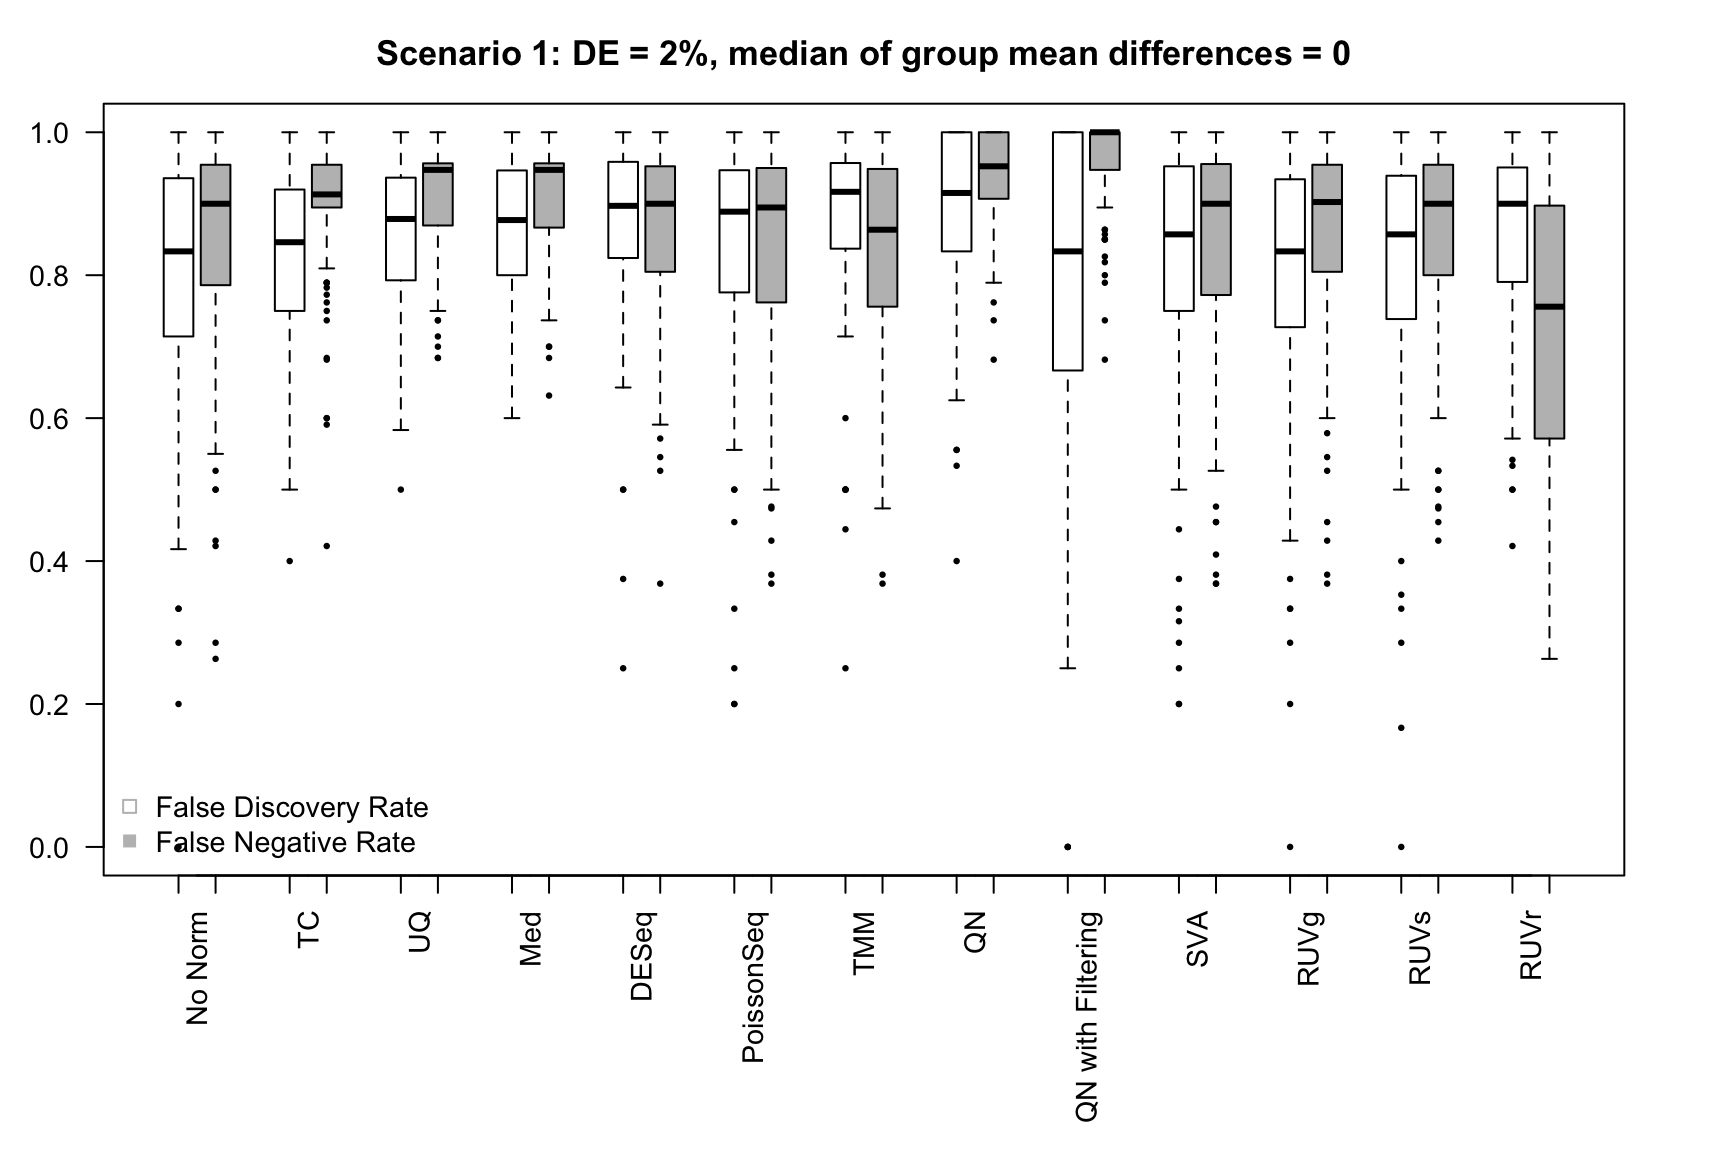 Scenario 1: DE = 2%, median of group mean differences = 0
1.0
0.8
0.6
0.4
0.2
0.0
False Discovery Rate
False Negative Rate
No Norm
TC
UQ
Med
DESeq
PoissonSeq
TMM
QN
QN with Filtering
SVA
RUVg
RUVs
RUVr